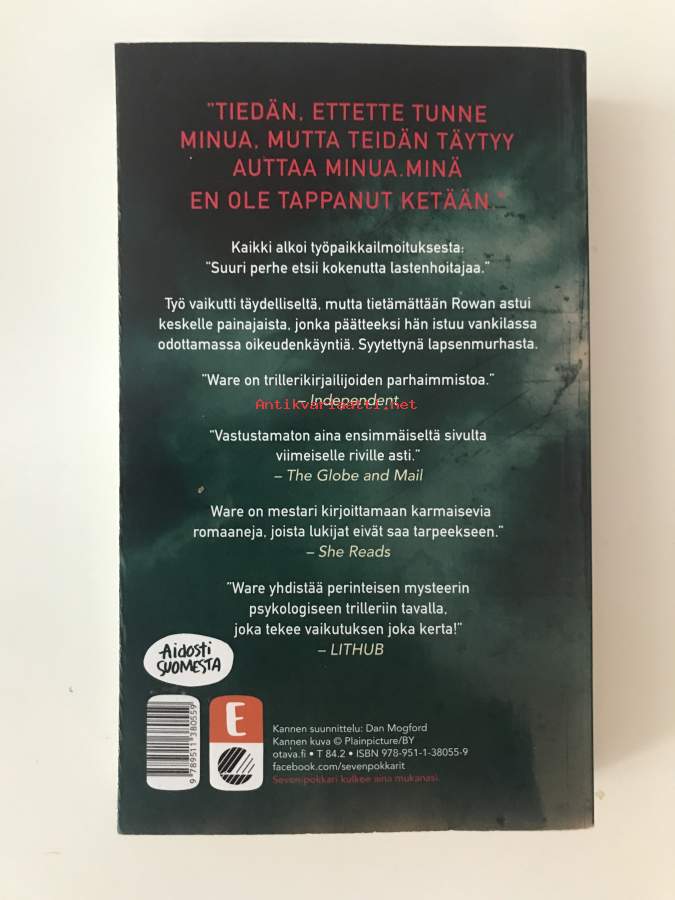 "TIEDÄN, ETTETTE TUNNE
MINUA, MUTTA TEIDÄN TÄYTYY
AUTTAA MINUA.MINÄ
EN OLE TAPPANUT KETÄÄN."
Kaikki alkoi työpaikkailmoituksesta:
"Suuri perhe etsii kokenutta lastenhoitajaa."
Työ vaikutti täydelliseltä, mutta tietämättään Rowan astui
keskelle painajaista, jonka päätteeksi hän istuu vankilassa
odottamassa oikeudenkäyntiä. Syytettynä lapsenmurhasta.
"Ware on trillerikirjailijoiden parhaimmistoa."
– Independent
Antikvariaatti.net
"Vastustamaton aina ensimmäiseltä sivulta
viimeiselle riville asti."
– The Globe and Mail
Ware on mestari kirjoittamaan karmaisevia
romaaneja, joista lukijat eivät saa tarpeekseen."
– She Reads
"Ware yhdistää perinteisen mysteerin
psykologiseen trilleriin tavalla,
joka tekee vaikutuksen joka kerta!"
– LITHUB
Aidosti
SUOMESTA
9 789511 380559
E
Kannen suunnittelu: Dan Mogford
Kannen kuva © Plainpicture/BY
otava.fi • T 84.2 • ISBN 978-951-1-38055-9
facebook.com/sevenpokkarit
Seven-pokkari kulkee aina mukanasi.